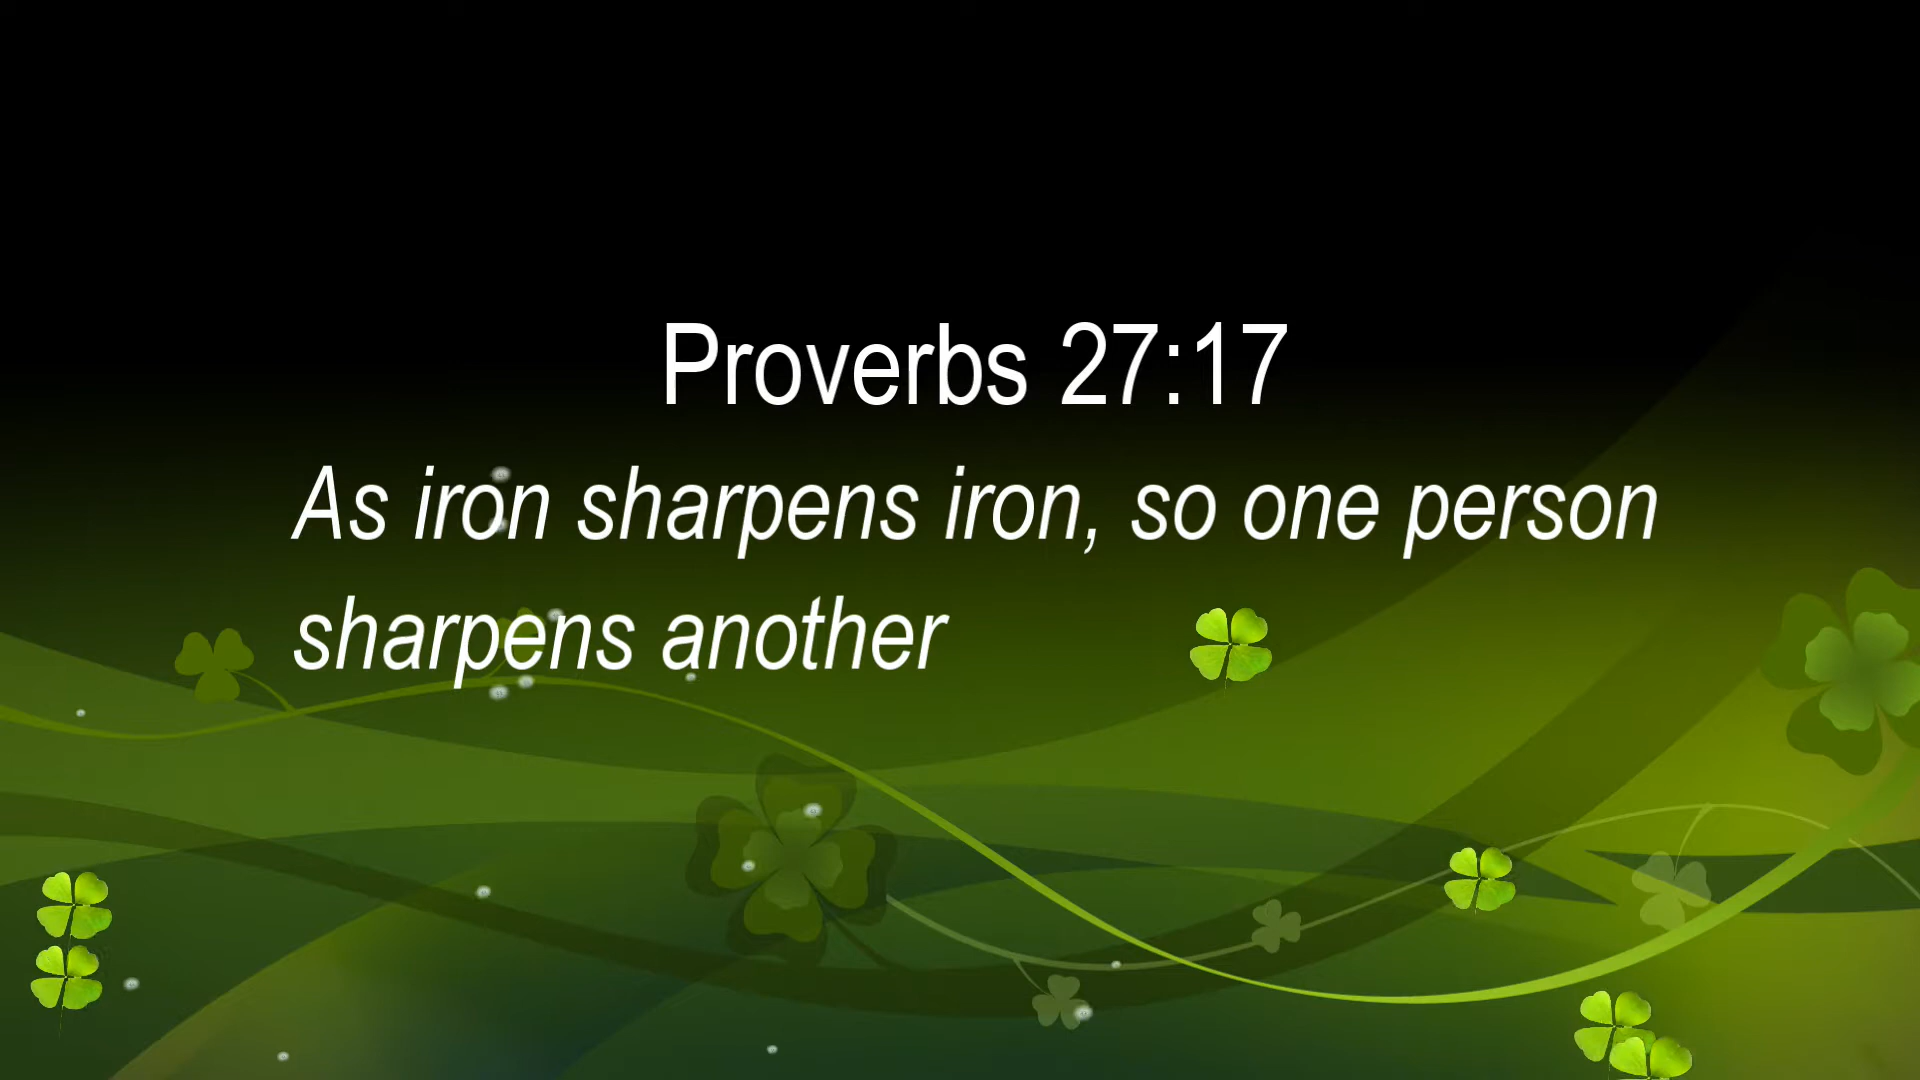 Proverbs 27:17
As iron sharpens iron, so one person
sharpens another